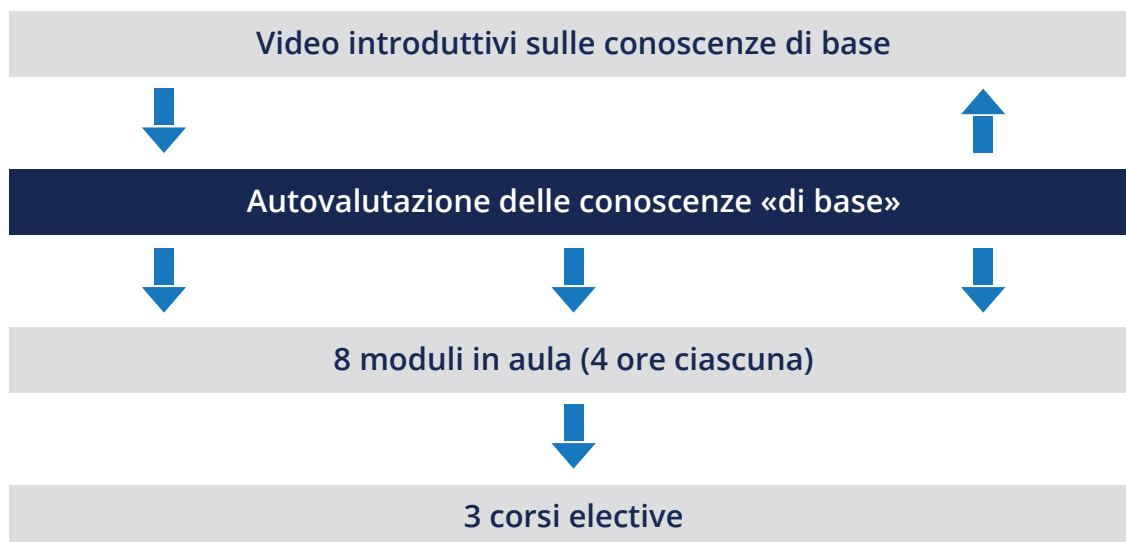 Video introduttivi sulle conoscenze di base
Autovalutazione delle conoscenze «di base»
8 moduli in aula (4 ore ciascuna)
3 corsi elective